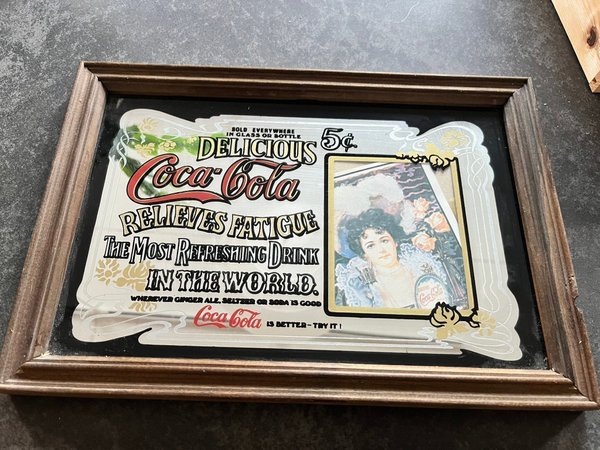 SOLD EVERYWHERE
IN GLASS OR BOTTLE
5¢.
DELICIOUS
Coca-Cola
RELIEVES FATIGUE
THE MOST REFRESHING DRINK
IN THE WORLD.
WHEREVER GINGER ALE, SELTZER OR SODA IS GOOD
Coca-Cola IS BETTER - TRY IT!